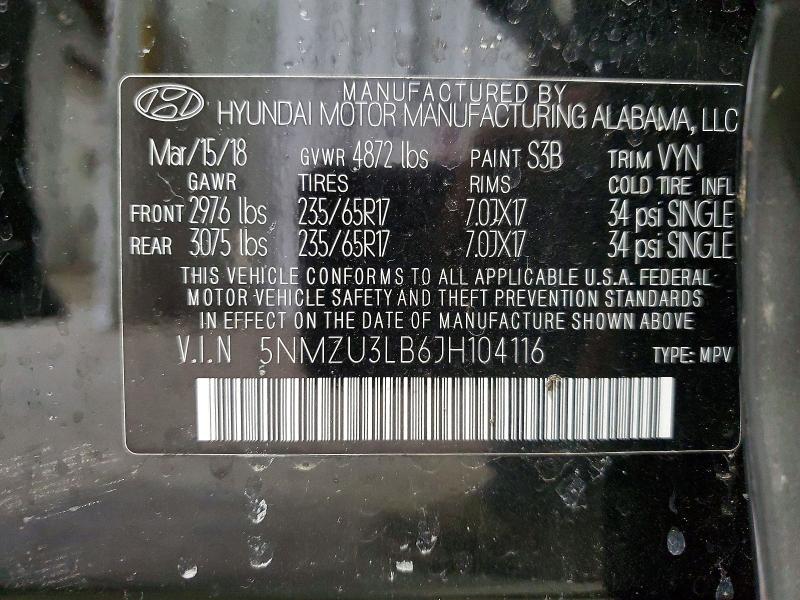 MANUFACTURED BY
HYUNDAI MOTOR MANUFACTURING ALABAMA, LLC
Mar/15/18 GVWR 4872 lbs PAINT S3B TRIM VYN
GAWR TIRES RIMS COLD TIRE INFL
FRONT 2976 lbs 235/65R17 7.0JX17 34 psi SINGLE
REAR 3075 lbs 235/65R17 7.0JX17 34 psi SINGLE
THIS VEHICLE CONFORMS TO ALL APPLICABLE U.S.A. FEDERAL
MOTOR VEHICLE SAFETY AND THEFT PREVENTION STANDARDS
IN EFFECT ON THE DATE OF MANUFACTURE SHOWN ABOVE
V.I.N 5NMZU3LB6JH104116 TYPE: MPV